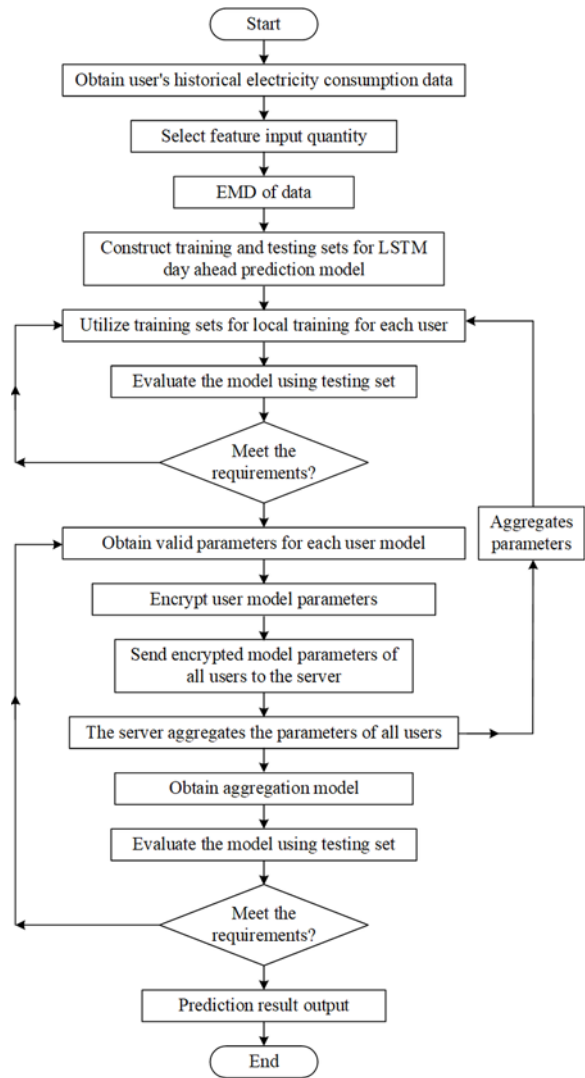 Start
Obtain user's historical electricity consumption data
Select feature input quantity
EMD of data
Construct training and testing sets for LSTM
day ahead prediction model
Utilize training sets for local training for each user
Evaluate the model using testing set
Meet the
requirements?
Obtain valid parameters for each user model
Aggregates
parameters
Encrypt user model parameters
Send encrypted model parameters of
all users to the server
The server aggregates the parameters of all users
Obtain aggregation model
Evaluate the model using testing set
Meet the
requirements?
Prediction result output
End